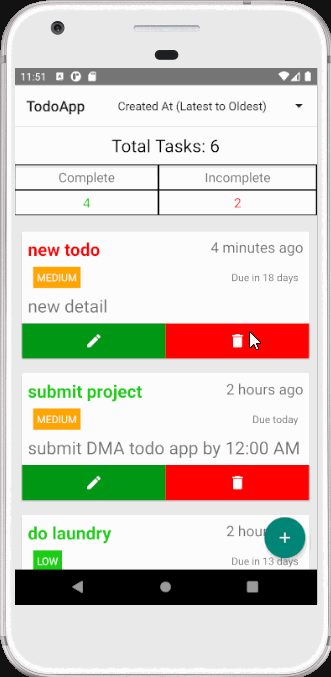 11:51
TodoApp
Created At (Latest to Oldest)
Total Tasks: 6
Complete Incomplete
4 2
new todo 4 minutes ago
MEDIUM Due in 18 days
new detail
submit project 2 hours ago
MEDIUM Due today
submit DMA todo app by 12:00 AM
do laundry 2 hou
LOW Due in 13 days